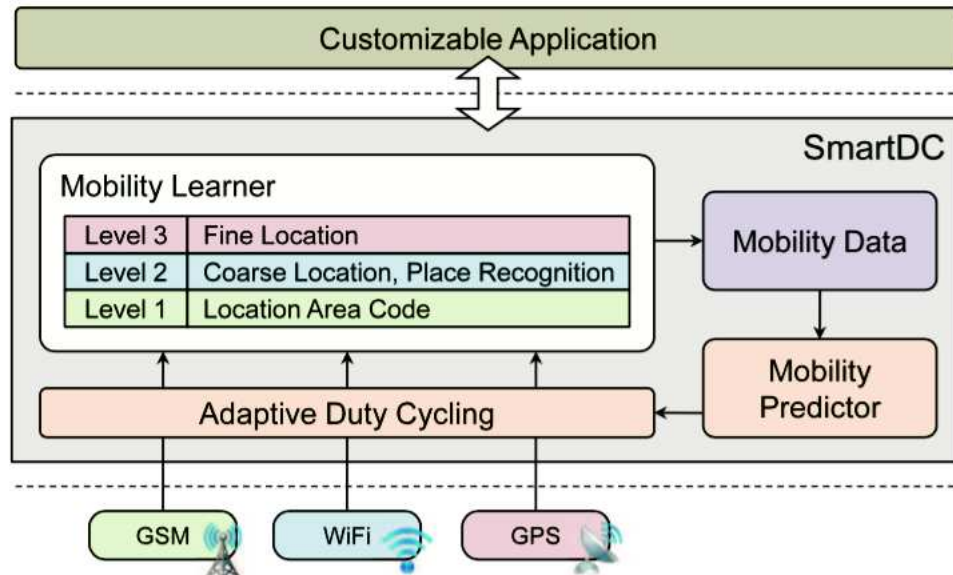 Customizable Application
SmartDC
Mobility Learner
Level 3 Fine Location
Level 2 Coarse Location, Place Recognition
Level 1 Location Area Code
Mobility Data
Mobility
Predictor
Adaptive Duty Cycling
GSM
WiFi
GPS